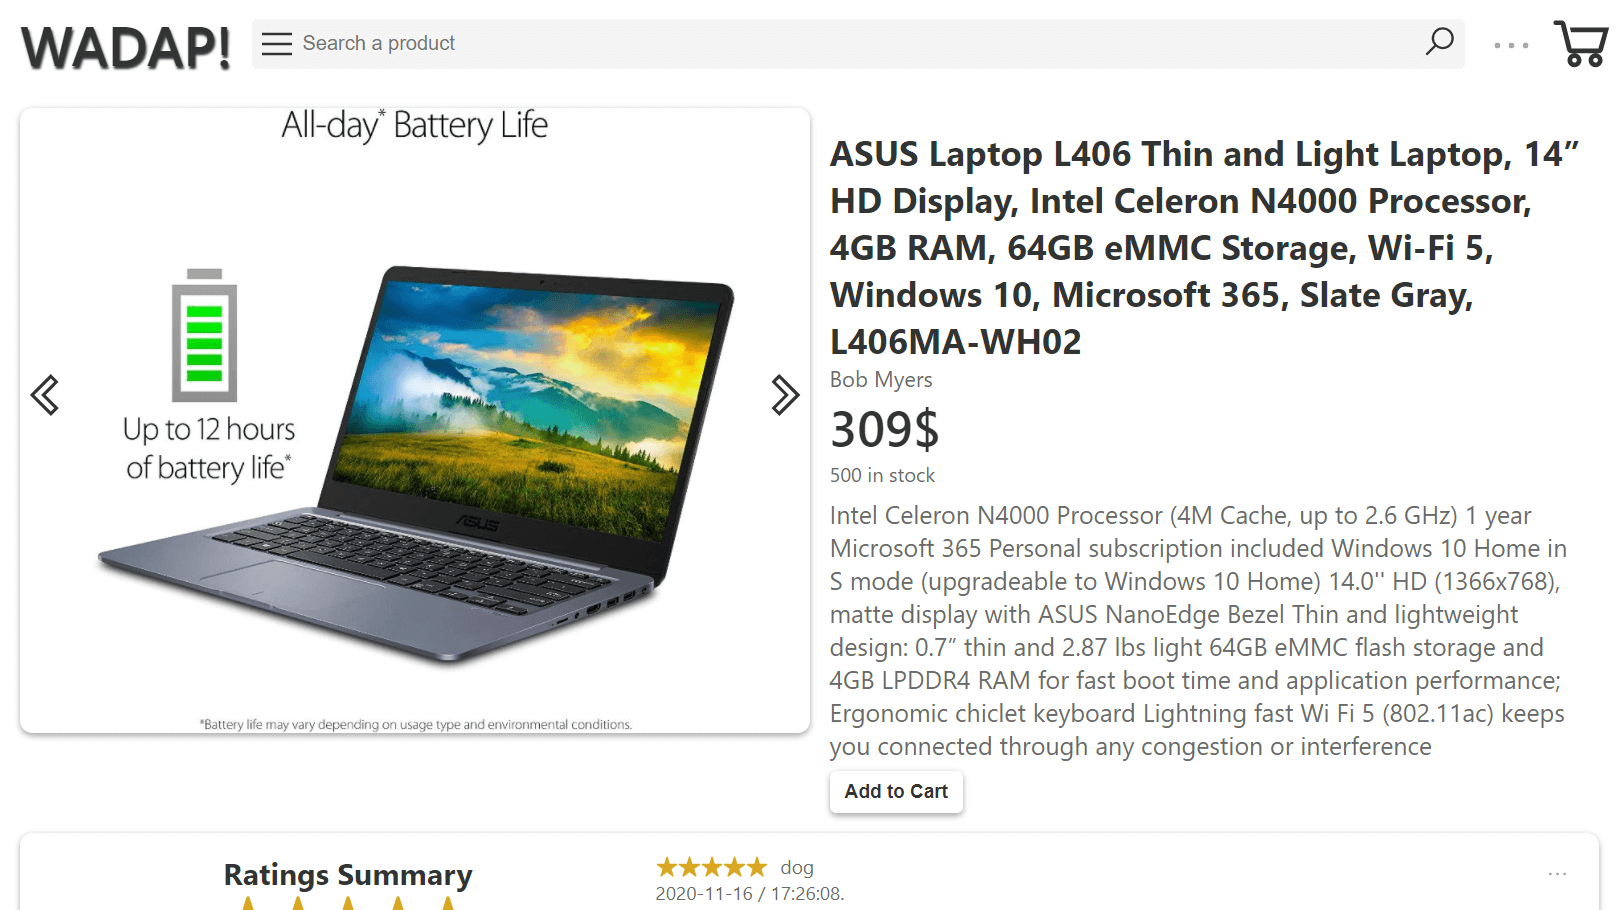 WADAP!
Search a product
All-day* Battery Life
Up to 12 hours
of battery life*
ASUS
*Battery life may vary depending on usage type and environmental conditions.
ASUS Laptop L406 Thin and Light Laptop, 14”
HD Display, Intel Celeron N4000 Processor,
4GB RAM, 64GB eMMC Storage, Wi-Fi 5,
Windows 10, Microsoft 365, Slate Gray,
L406MA-WH02
Bob Myers
309$
500 in stock
Intel Celeron N4000 Processor (4M Cache, up to 2.6 GHz) 1 year
Microsoft 365 Personal subscription included Windows 10 Home in
S mode (upgradeable to Windows 10 Home) 14.0'' HD (1366x768),
matte display with ASUS NanoEdge Bezel Thin and lightweight
design: 0.7” thin and 2.87 lbs light 64GB eMMC flash storage and
4GB LPDDR4 RAM for fast boot time and application performance;
Ergonomic chiclet keyboard Lightning fast Wi Fi 5 (802.11ac) keeps
you connected through any congestion or interference
Add to Cart
Ratings Summary
dog
2020-11-16 / 17:26:08.